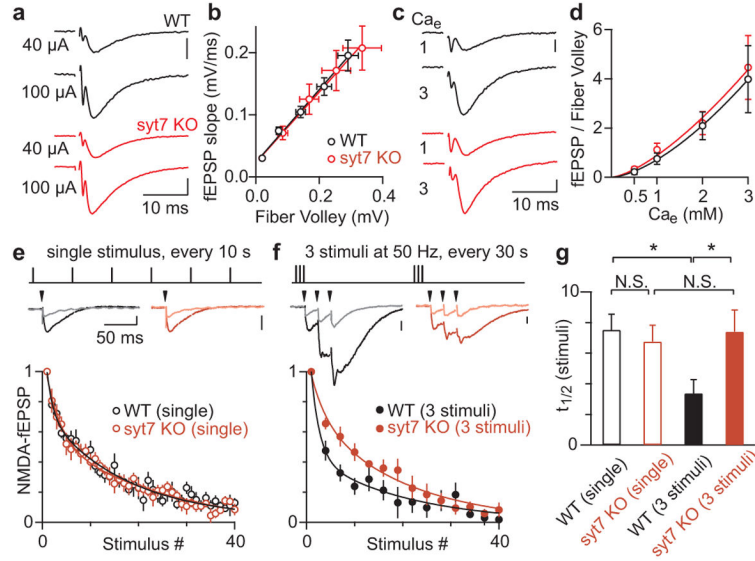 a
WT
40 µA
100 µA
syt7 KO
40 µA
100 µA
10 ms
b
fEPSP slope (mV/ms)
0.2
0.1
0.0
WT
syt7 KO
0 0.2 0.4
Fiber Volley (mV)
c
Ca e
1
3
1
3
10 ms
d
fEPSP / Fiber Volley
6
4
2
0
0.5 1 2 3
Ca e (mM)
e single stimulus, every 10 s
50 ms
NMDA-fEPSP
1
0
WT (single)
syt7 KO (single)
40
Stimulus #
f 3 stimuli at 50 Hz, every 30 s
1
0
WT (3 stimuli)
syt7 KO (3 stimuli)
40
Stimulus #
g
* *
N.S. N.S.
t1/2 (stimuli)
10
5
0
WT (single)
syt7 KO (single)
WT (3 stimuli)
syt7 KO (3 stimuli)